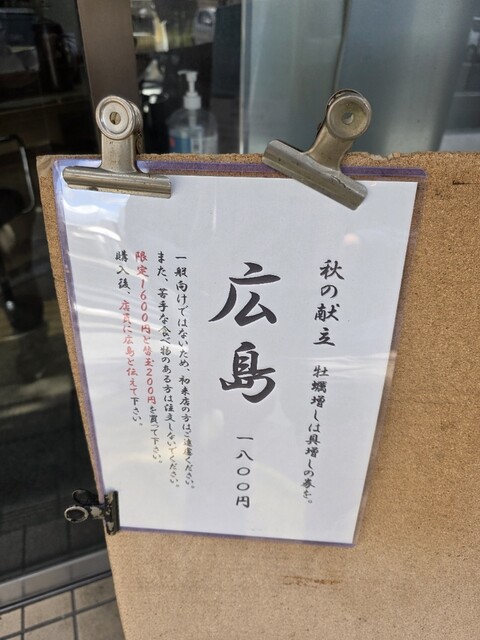 秋の献立　牡蠣増しは具増しの券を。
広島　一八〇〇円
一般向けではないため、初来店の方はご遠慮ください。
また、苦手な食べ物のある方は注文しないでください。
限定1600円と替玉200円を買って下さい。
購入後、店員に広島と伝えて下さい。